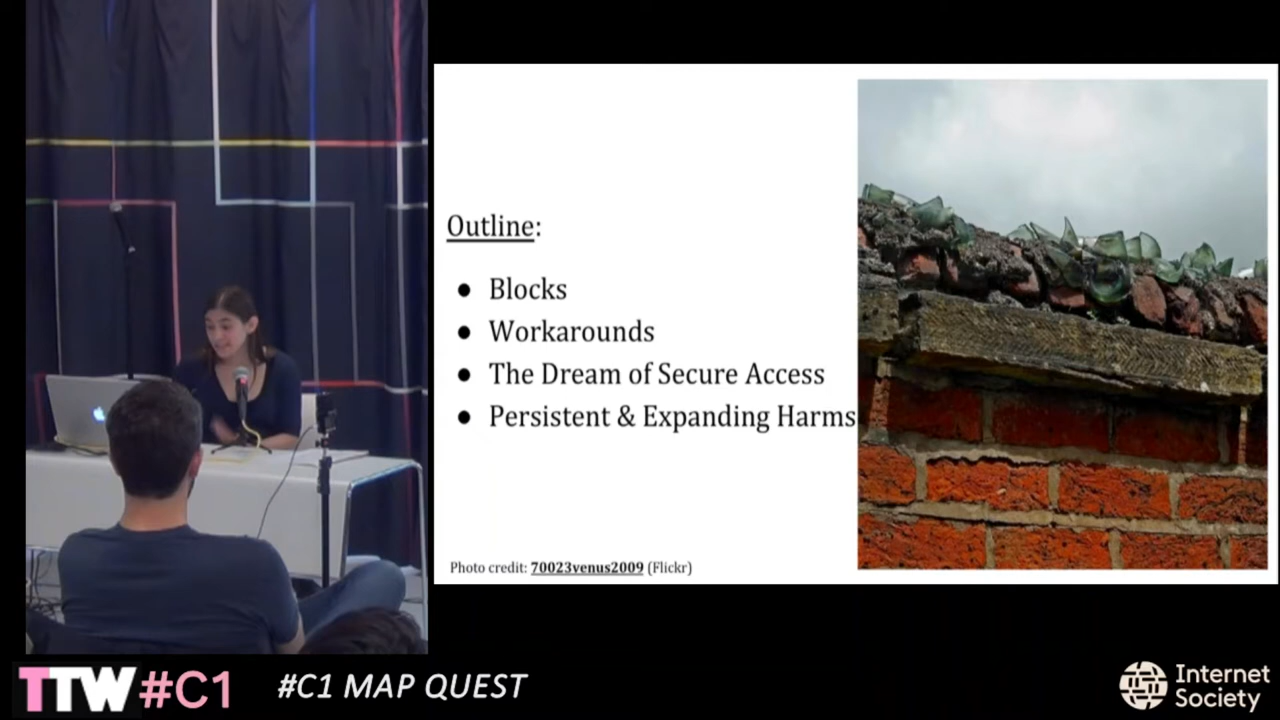 Outline:
● Blocks
● Workarounds
● The Dream of Secure Access
● Persistent & Expanding Harms
Photo credit: 70023venus2009 (Flickr)
TTW#C1
#C1 MAP QUEST
Internet
Society